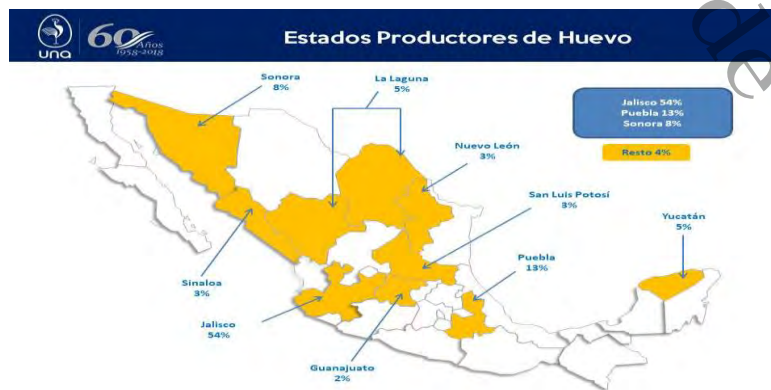 una
60 Años
1958-2018
Estados Productores de Huevo
Sonora
8%
La Laguna
5%
Jalisco 54%
Puebla 13%
Sonora 8%
Resto 4%
Nuevo León
3%
San Luis Potosí
3%
Yucatán
5%
Puebla
13%
Sinaloa
3%
Jalisco
54%
Guanajuato
2%
de